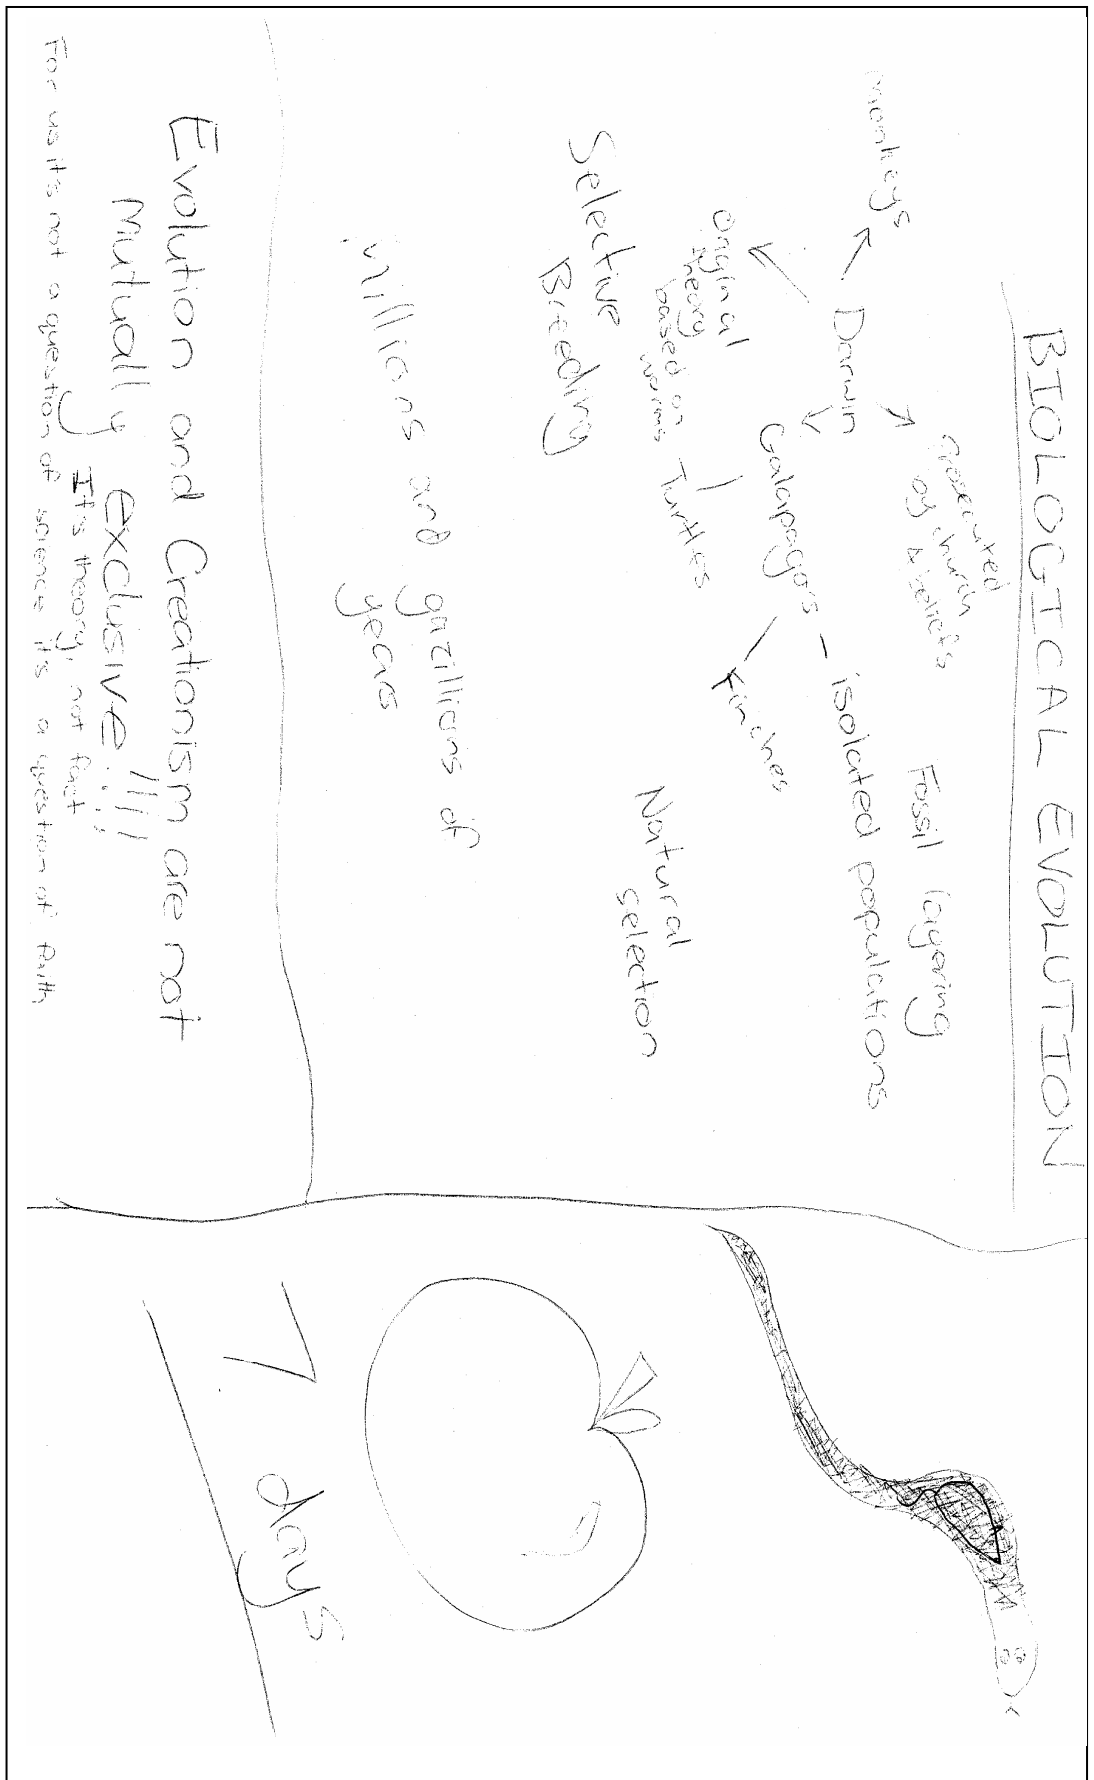 BIOLOGICAL EVOLUTION
monkeys
Darwin
by church
& beliefs
Fossil layering
original
theory
based on
worms
Galapagos - isolated populations
Turtles
Finches
Selective
Breeding
Natural
selection
Millions and gazillions of
years
Evolution and Creationism are not
Mutually exclusive!!!!
It's theory, not fact
For us it's not a question of science it's a question of faith
7 days